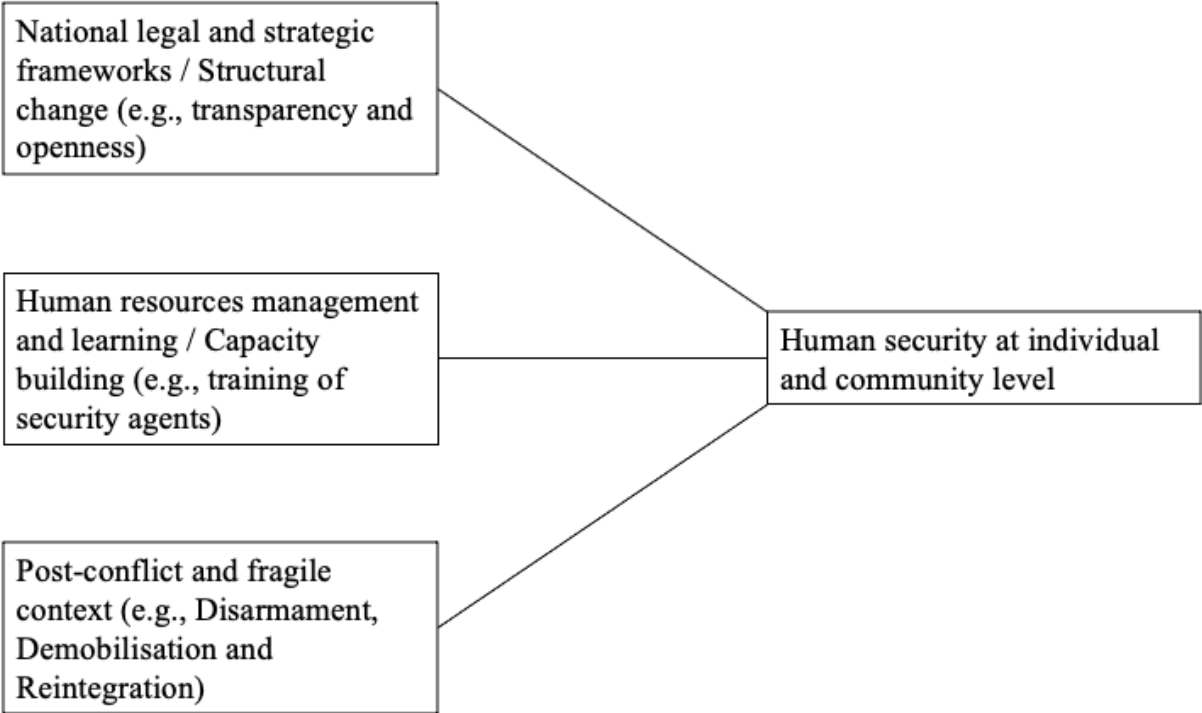 National legal and strategic
frameworks / Structural
change (e.g., transparency and
openness)
Human resources management
and learning / Capacity
building (e.g., training of
security agents)
Post-conflict and fragile
context (e.g., Disarmament,
Demobilisation and
Reintegration)
Human security at individual
and community level